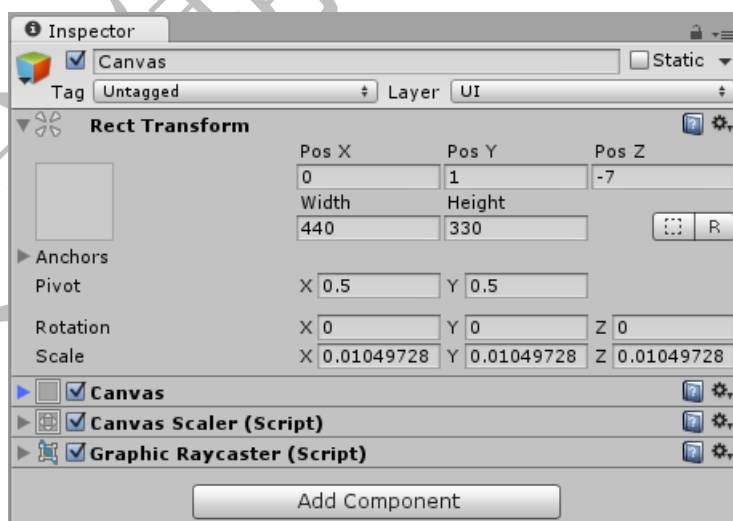 Inspector
Canvas Static
Tag Untagged Layer UI
Rect Transform
Pos X Pos Y Pos Z
0 1 -7
Width Height
440 330 R
Anchors
Pivot X 0.5 Y 0.5
Rotation X 0 Y 0 Z 0
Scale X 0.01049728 Y 0.01049728 Z 0.01049728
Canvas
Canvas Scaler (Script)
Graphic Raycaster (Script)
Add Component